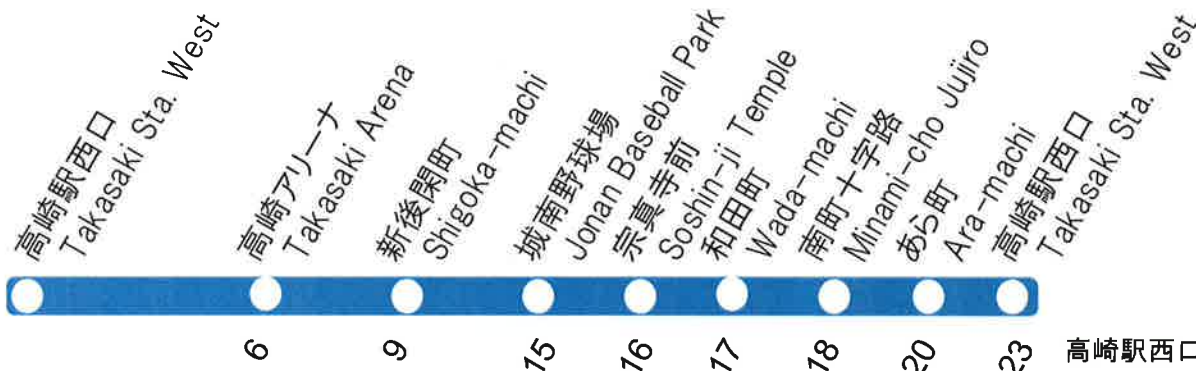 高崎駅西口
Takasaki Sta. West
高崎アリーナ
Takasaki Arena
新後閑町
Shigoka-machi
城南野球場
Jonan Baseball Park
宗真寺前
Soshin-ji Temple
和田町
Wada-machi
南町十字路
Minami-cho Jujiro
あら町
Ara-machi
高崎駅西口
Takasaki Sta. West
6
9
15
16
17
18
20
23
高崎駅西口